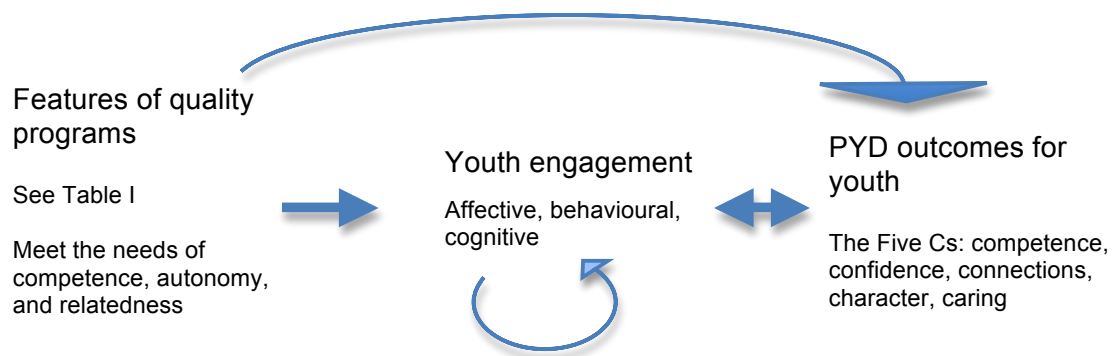 Features of quality
programs
See Table I
Meet the needs of
competence, autonomy,
and relatedness
Youth engagement
Affective, behavioural,
cognitive
PYD outcomes for
youth
The Five Cs: competence,
confidence, connections,
character, caring